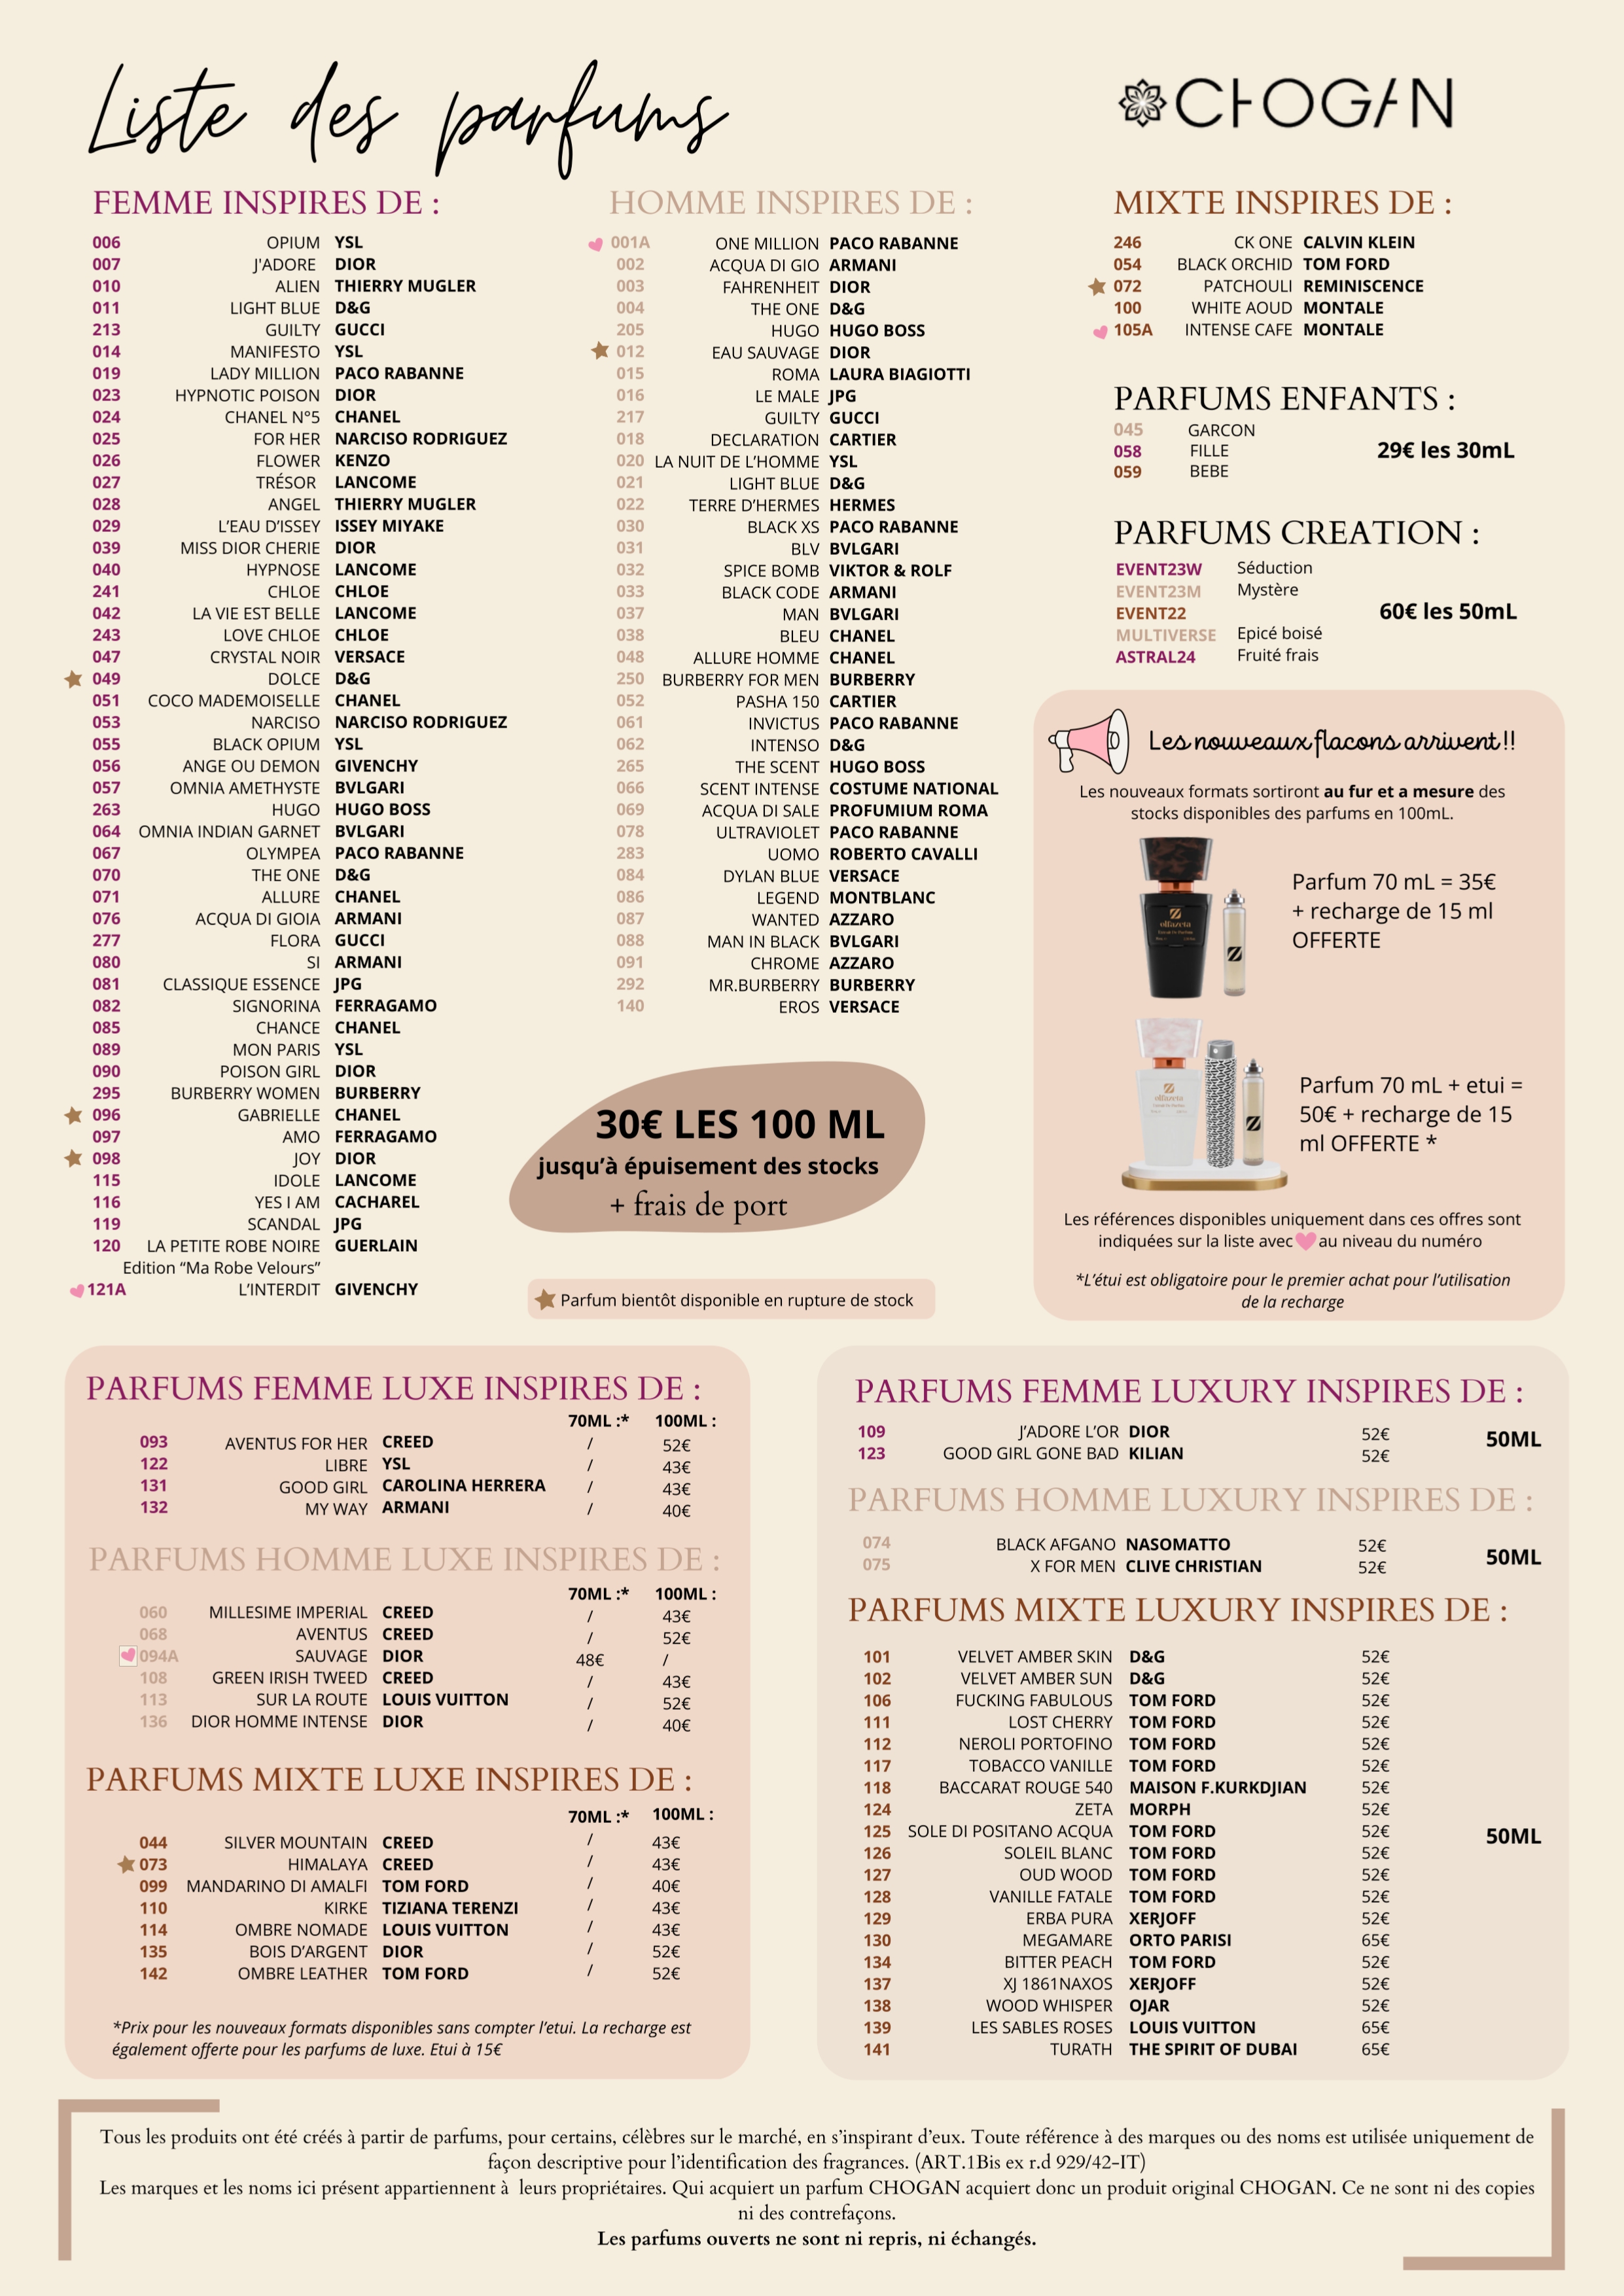 Liste des parfums
CHOGAN
FEMME INSPIRES DE :
006 OPIUM YSL
007 J'ADORE DIOR
010 ALIEN THIERRY MUGLER
011 LIGHT BLUE D&G
213 GUILTY GUCCI
014 MANIFESTO YSL
019 LADY MILLION PACO RABANNE
023 HYPNOTIC POISON DIOR
024 CHANEL N°5 CHANEL
025 FOR HER NARCISO RODRIGUEZ
026 FLOWER KENZO
027 TRÉSOR LANCOME
028 ANGEL THIERRY MUGLER
029 L'EAU D'ISSEY ISSEY MIYAKE
039 MISS DIOR CHERIE DIOR
040 HYPNOSE LANCOME
241 CHLOE CHLOE
042 LA VIE EST BELLE LANCOME
243 LOVE CHLOE CHLOE
047 CRYSTAL NOIR VERSACE
049 DOLCE D&G
051 COCO MADEMOISELLE CHANEL
053 NARCISO NARCISO RODRIGUEZ
055 BLACK OPIUM YSL
056 ANGE OU DEMON GIVENCHY
057 OMNIA AMETHYSTE BVLGARI
263 HUGO HUGO BOSS
064 OMNIA INDIAN GARNET BVLGARI
067 OLYMPEA PACO RABANNE
070 THE ONE D&G
071 ALLURE CHANEL
076 ACQUA DI GIOIA ARMANI
277 FLORA GUCCI
080 SI ARMANI
081 CLASSIQUE ESSENCE JPG
082 SIGNORINA FERRAGAMO
085 CHANCE CHANEL
089 MON PARIS YSL
090 POISON GIRL DIOR
295 BURBERRY WOMEN BURBERRY
096 GABRIELLE CHANEL
097 AMO FERRAGAMO
098 JOY DIOR
115 IDOLE LANCOME
116 YES I AM CACHAREL
119 SCANDAL JPG
120 LA PETITE ROBE NOIRE GUERLAIN
Edition “Ma Robe Velours”
121A L'INTERDIT GIVENCHY
HOMME INSPIRES DE :
001A ONE MILLION PACO RABANNE
002 ACQUA DI GIO ARMANI
003 FAHRENHEIT DIOR
004 THE ONE D&G
205 HUGO HUGO BOSS
012 EAU SAUVAGE DIOR
015 ROMA LAURA BIAGIOTTI
016 LE MALE JPG
217 GUILTY GUCCI
018 DECLARATION CARTIER
020 LA NUIT DE L'HOMME YSL
021 LIGHT BLUE D&G
022 TERRE D'HERMES HERMES
030 BLACK XS PACO RABANNE
031 BLV BVLGARI
032 SPICE BOMB VIKTOR & ROLF
033 BLACK CODE ARMANI
037 MAN BVLGARI
038 BLEU CHANEL
048 ALLURE HOMME CHANEL
250 BURBERRY FOR MEN BURBERRY
052 PASHA 150 CARTIER
061 INVICTUS PACO RABANNE
062 INTENSO D&G
265 THE SCENT HUGO BOSS
066 SCENT INTENSE COSTUME NATIONAL
069 ACQUA DI SALE PROFUMIUM ROMA
078 ULTRAVIOLET PACO RABANNE
283 UOMO ROBERTO CAVALLI
084 DYLAN BLUE VERSACE
086 LEGEND MONTBLANC
087 WANTED AZZARO
088 MAN IN BLACK BVLGARI
091 CHROME AZZARO
292 MR.BURBERRY BURBERRY
140 EROS VERSACE
30€ LES 100 ML
jusqu'à épuisement des stocks
+ frais de port
Parfum bientôt disponible en rupture de stock
MIXTE INSPIRES DE :
246 CK ONE CALVIN KLEIN
054 BLACK ORCHID TOM FORD
072 PATCHOULI REMINISCENCE
100 WHITE AOUD MONTALE
105A INTENSE CAFE MONTALE
PARFUMS ENFANTS :
045 GARCON
058 FILLE
059 BEBE
29€ les 30mL
PARFUMS CREATION :
EVENT23W Séduction
EVENT23M Mystère
EVENT22
MULTIVERSE Epicé boisé
ASTRAL24 Fruité frais
60€ les 50mL
Les nouveaux flacons arrivent !!
Les nouveaux formats sortiront au fur et a mesure des
stocks disponibles des parfums en 100mL.
olfazeta
Parfum 70 mL = 35€
+ recharge de 15 ml
OFFERTE
olfazeta
Parfum 70 mL + etui =
50€ + recharge de 15
ml OFFERTE *
Les références disponibles uniquement dans ces offres sont
indiquées sur la liste avec au niveau du numéro
*L'étui est obligatoire pour le premier achat pour l'utilisation
de la recharge
PARFUMS FEMME LUXE INSPIRES DE :
70ML :* 100ML :
093 AVENTUS FOR HER CREED / 52€
122 LIBRE YSL / 43€
131 GOOD GIRL CAROLINA HERRERA / 43€
132 MY WAY ARMANI / 40€
PARFUMS HOMME LUXE INSPIRES DE :
70ML :* 100ML :
060 MILLESIME IMPERIAL CREED / 43€
068 AVENTUS CREED / 52€
094A SAUVAGE DIOR 48€ /
108 GREEN IRISH TWEED CREED / 43€
113 SUR LA ROUTE LOUIS VUITTON / 52€
136 DIOR HOMME INTENSE DIOR / 40€
PARFUMS MIXTE LUXE INSPIRES DE :
70ML :* 100ML :
044 SILVER MOUNTAIN CREED / 43€
073 HIMALAYA CREED / 43€
099 MANDARINO DI AMALFI TOM FORD / 40€
110 KIRKE TIZIANA TERENZI / 43€
114 OMBRE NOMADE LOUIS VUITTON / 43€
135 BOIS D'ARGENT DIOR / 52€
142 OMBRE LEATHER TOM FORD / 52€
*Prix pour les nouveaux formats disponibles sans compter l'etui. La recharge est
également offerte pour les parfums de luxe. Etui à 15€
PARFUMS FEMME LUXURY INSPIRES DE :
109 J'ADORE L'OR DIOR 52€
123 GOOD GIRL GONE BAD KILIAN 52€
50ML
PARFUMS HOMME LUXURY INSPIRES DE :
074 BLACK AFGANO NASOMATTO 52€
075 X FOR MEN CLIVE CHRISTIAN 52€
50ML
PARFUMS MIXTE LUXURY INSPIRES DE :
101 VELVET AMBER SKIN D&G 52€
102 VELVET AMBER SUN D&G 52€
106 FUCKING FABULOUS TOM FORD 52€
111 LOST CHERRY TOM FORD 52€
112 NEROLI PORTOFINO TOM FORD 52€
117 TOBACCO VANILLE TOM FORD 52€
118 BACCARAT ROUGE 540 MAISON F.KURKDJIAN 52€
124 ZETA MORPH 52€
125 SOLE DI POSITANO ACQUA TOM FORD 52€
126 SOLEIL BLANC TOM FORD 52€
127 OUD WOOD TOM FORD 52€
128 VANILLE FATALE TOM FORD 52€
129 ERBA PURA XERJOFF 52€
130 MEGAMARE ORTO PARISI 65€
134 BITTER PEACH TOM FORD 52€
137 XJ 1861NAXOS XERJOFF 52€
138 WOOD WHISPER OJAR 52€
139 LES SABLES ROSES LOUIS VUITTON 65€
141 TURATH THE SPIRIT OF DUBAI 65€
50ML
Tous les produits ont été créés à partir de parfums, pour certains, célèbres sur le marché, en s'inspirant d'eux. Toute référence à des marques ou des noms est utilisée uniquement de
façon descriptive pour l'identification des fragrances. (ART.1Bis ex r.d 929/42-IT)
Les marques et les noms ici présent appartiennent à leurs propriétaires. Qui acquiert un parfum CHOGAN acquiert donc un produit original CHOGAN. Ce ne sont ni des copies
ni des contrefaçons.
Les parfums ouverts ne sont ni repris, ni échangés.